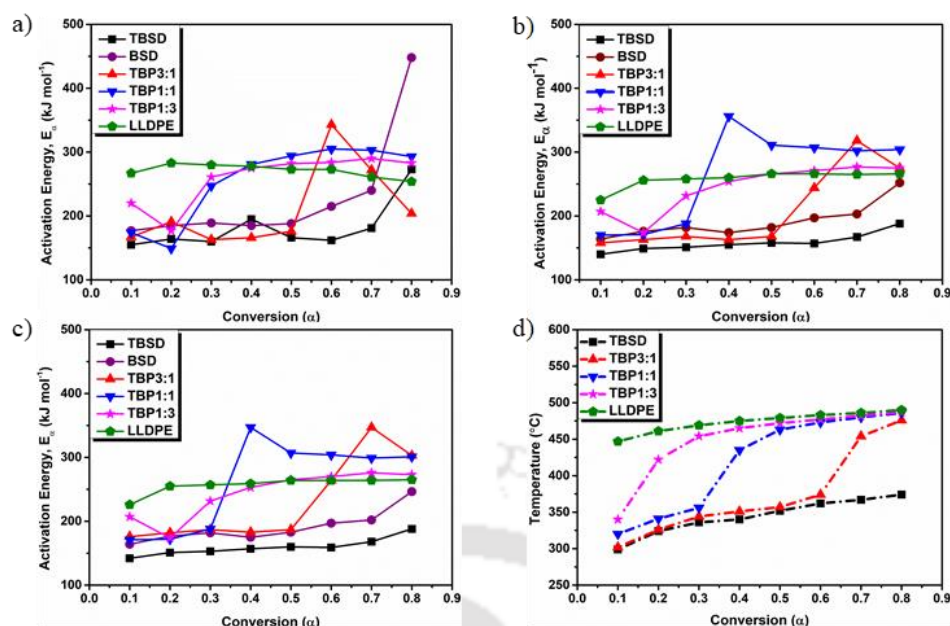 a)
Activation Energy, Eα (kJ mol⁻¹)
500
400
300
200
100
TBSD
BSD
TBP3:1
TBP1:1
TBP1:3
LLDPE
0.0 0.1 0.2 0.3 0.4 0.5 0.6 0.7 0.8 0.9
Conversion (α)
b)
Activation Energy, Eα (kJ mol⁻¹)
500
400
300
200
100
TBSD
BSD
TBP3:1
TBP1:1
TBP1:3
LLDPE
0.1 0.2 0.3 0.4 0.5 0.6 0.7 0.8 0.9
Conversion (α)
c)
Activation Energy, Eα (kJ mol⁻¹)
500
400
300
200
100
TBSD
BSD
TBP3:1
TBP1:1
TBP1:3
LLDPE
0.0 0.1 0.2 0.3 0.4 0.5 0.6 0.7 0.8 0.9
Conversion (α)
d)
Temperature (°C)
600
550
500
450
400
350
300
250
TBSD
TBP3:1
TBP1:1
TBP1:3
LLDPE
0.0 0.1 0.2 0.3 0.4 0.5 0.6 0.7 0.8 0.9
Conversion (α)